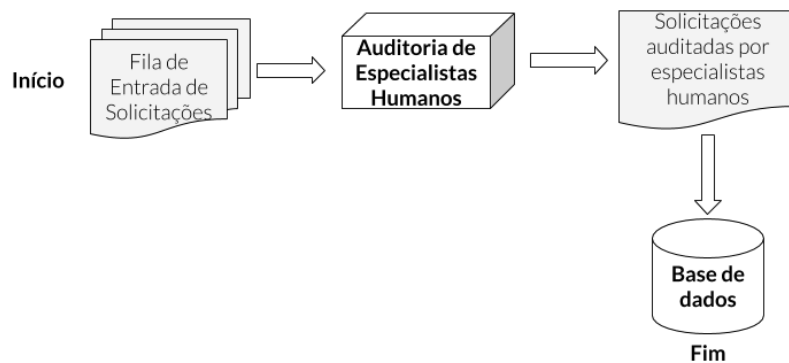 Início
Fila de
Entrada de
Solicitações
Auditoria de
Especialistas
Humanos
Solicitações
auditadas por
especialistas
humanos
Base de
dados
Fim